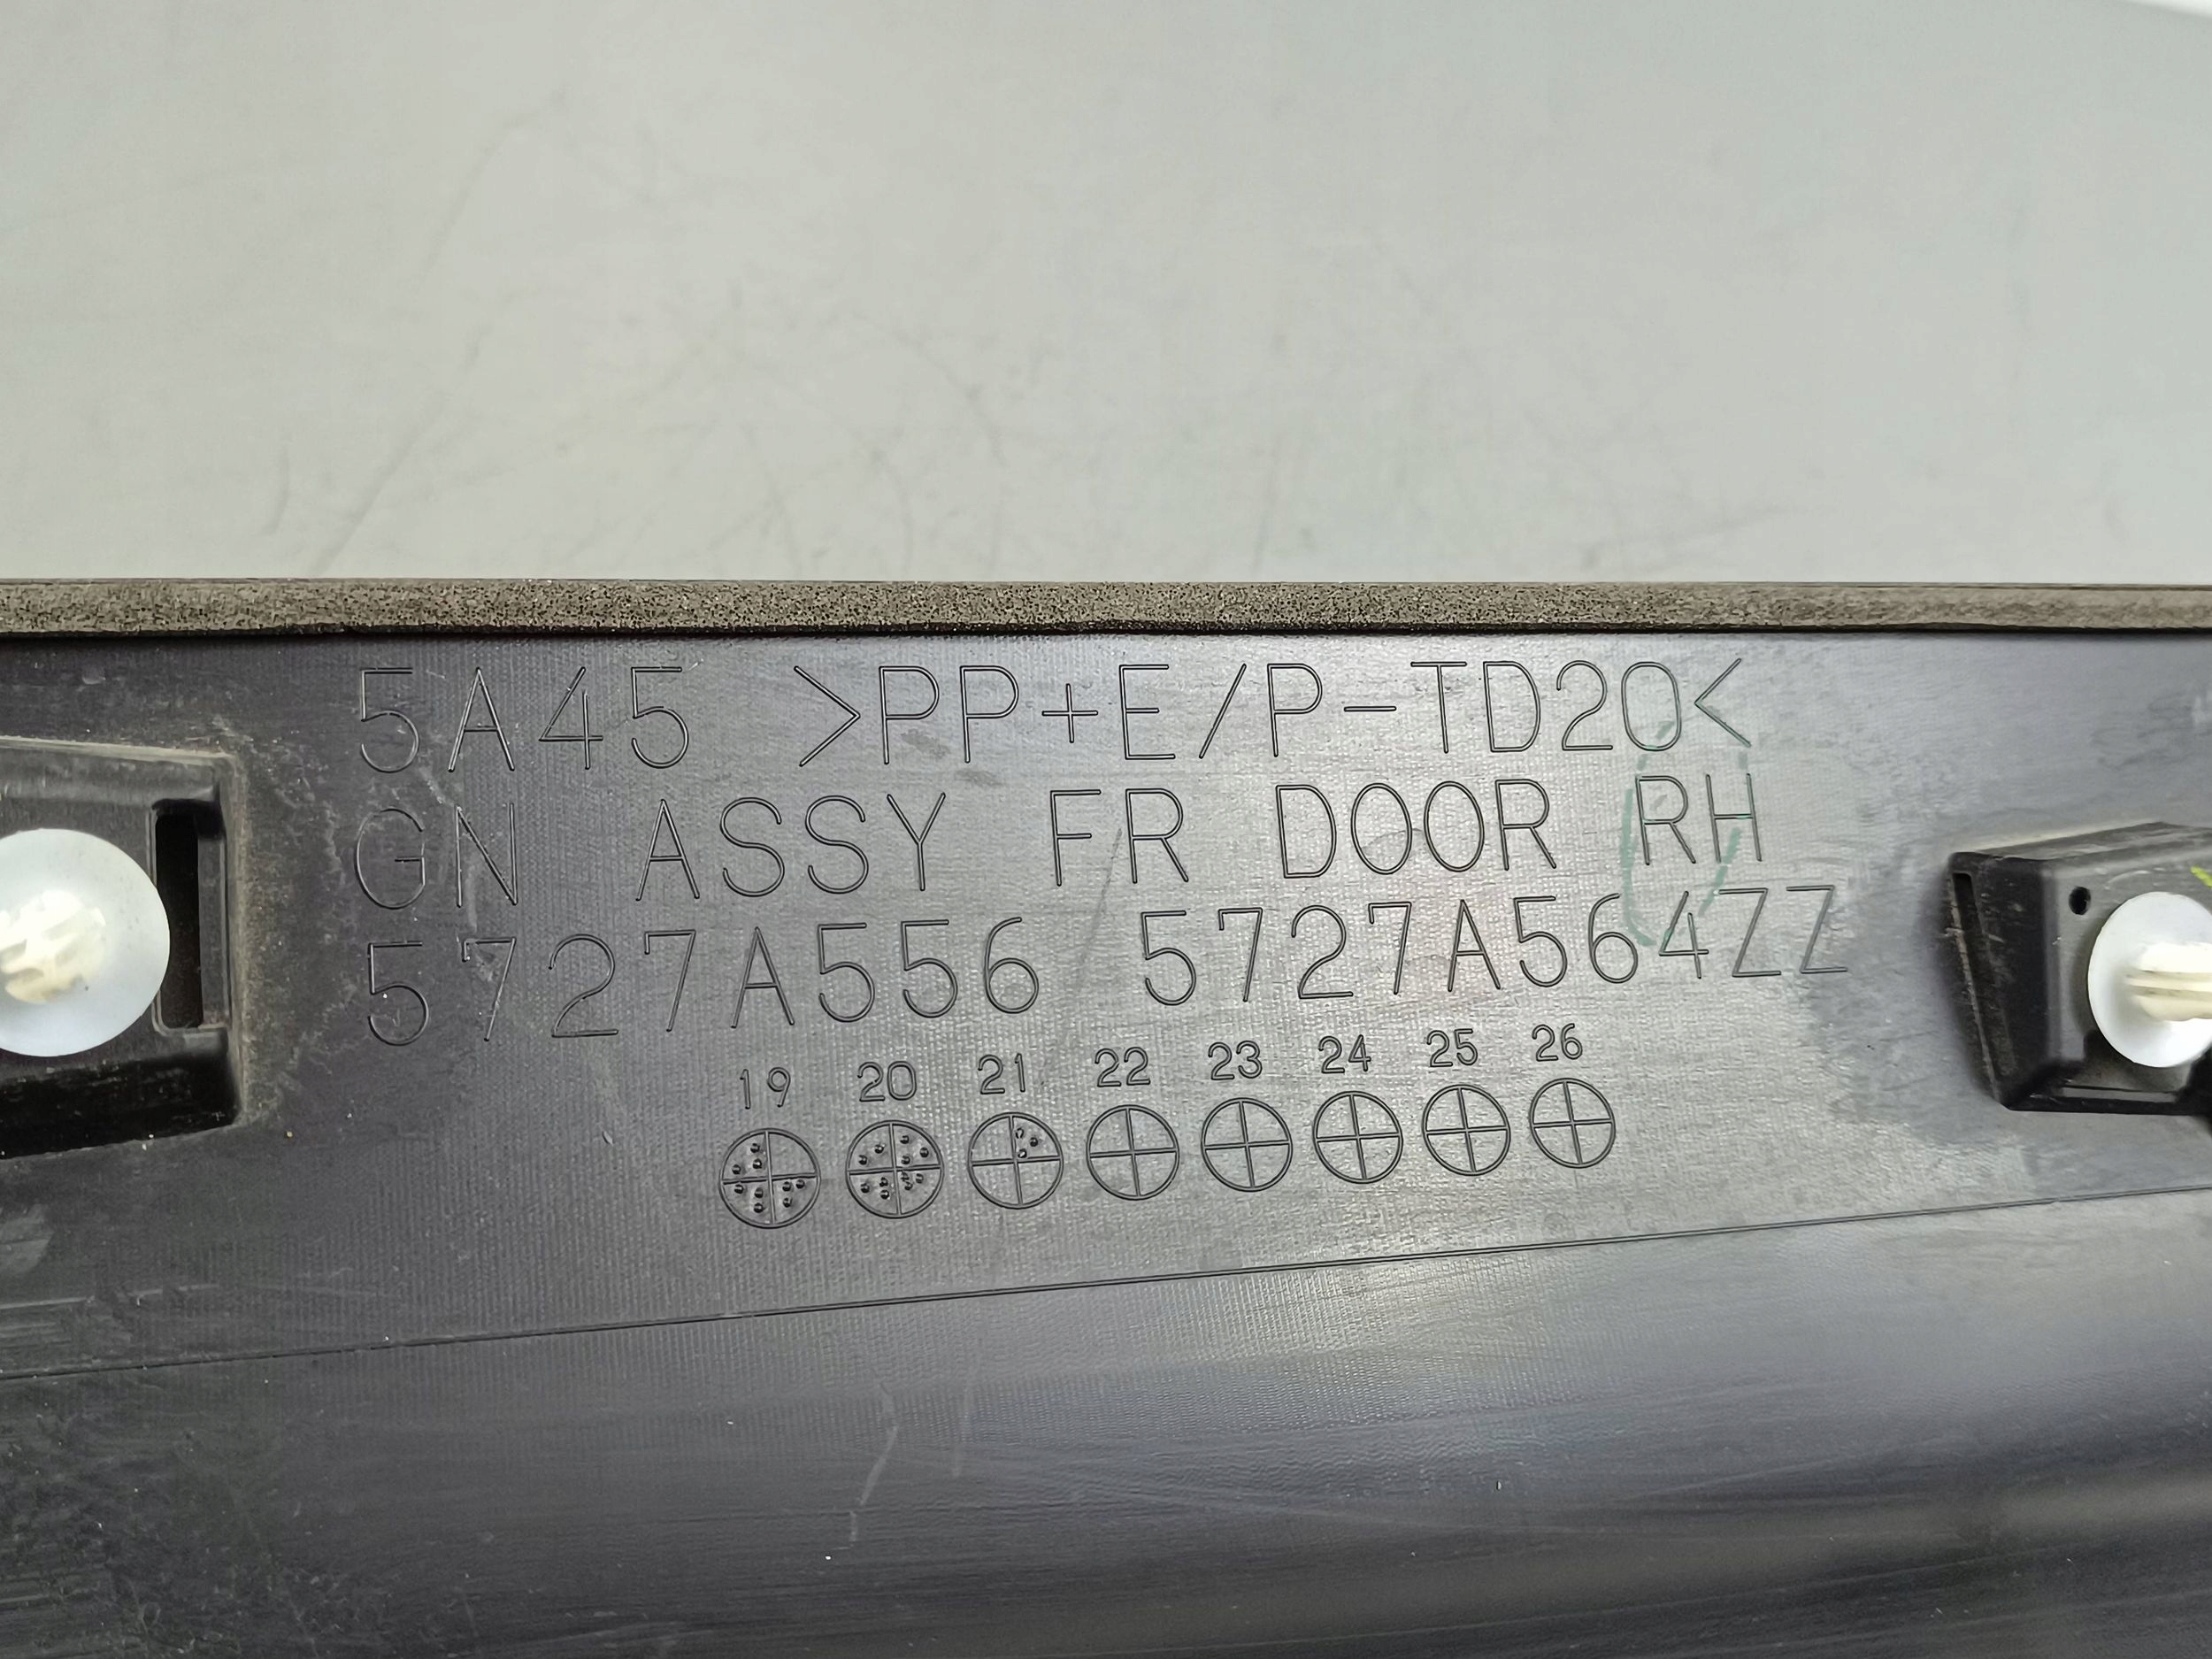 5A45 >PP+E/P-TD20<
GN ASSY FR DOOR RH
5727A556 5727A564ZZ
19 20 21 22 23 24 25 26